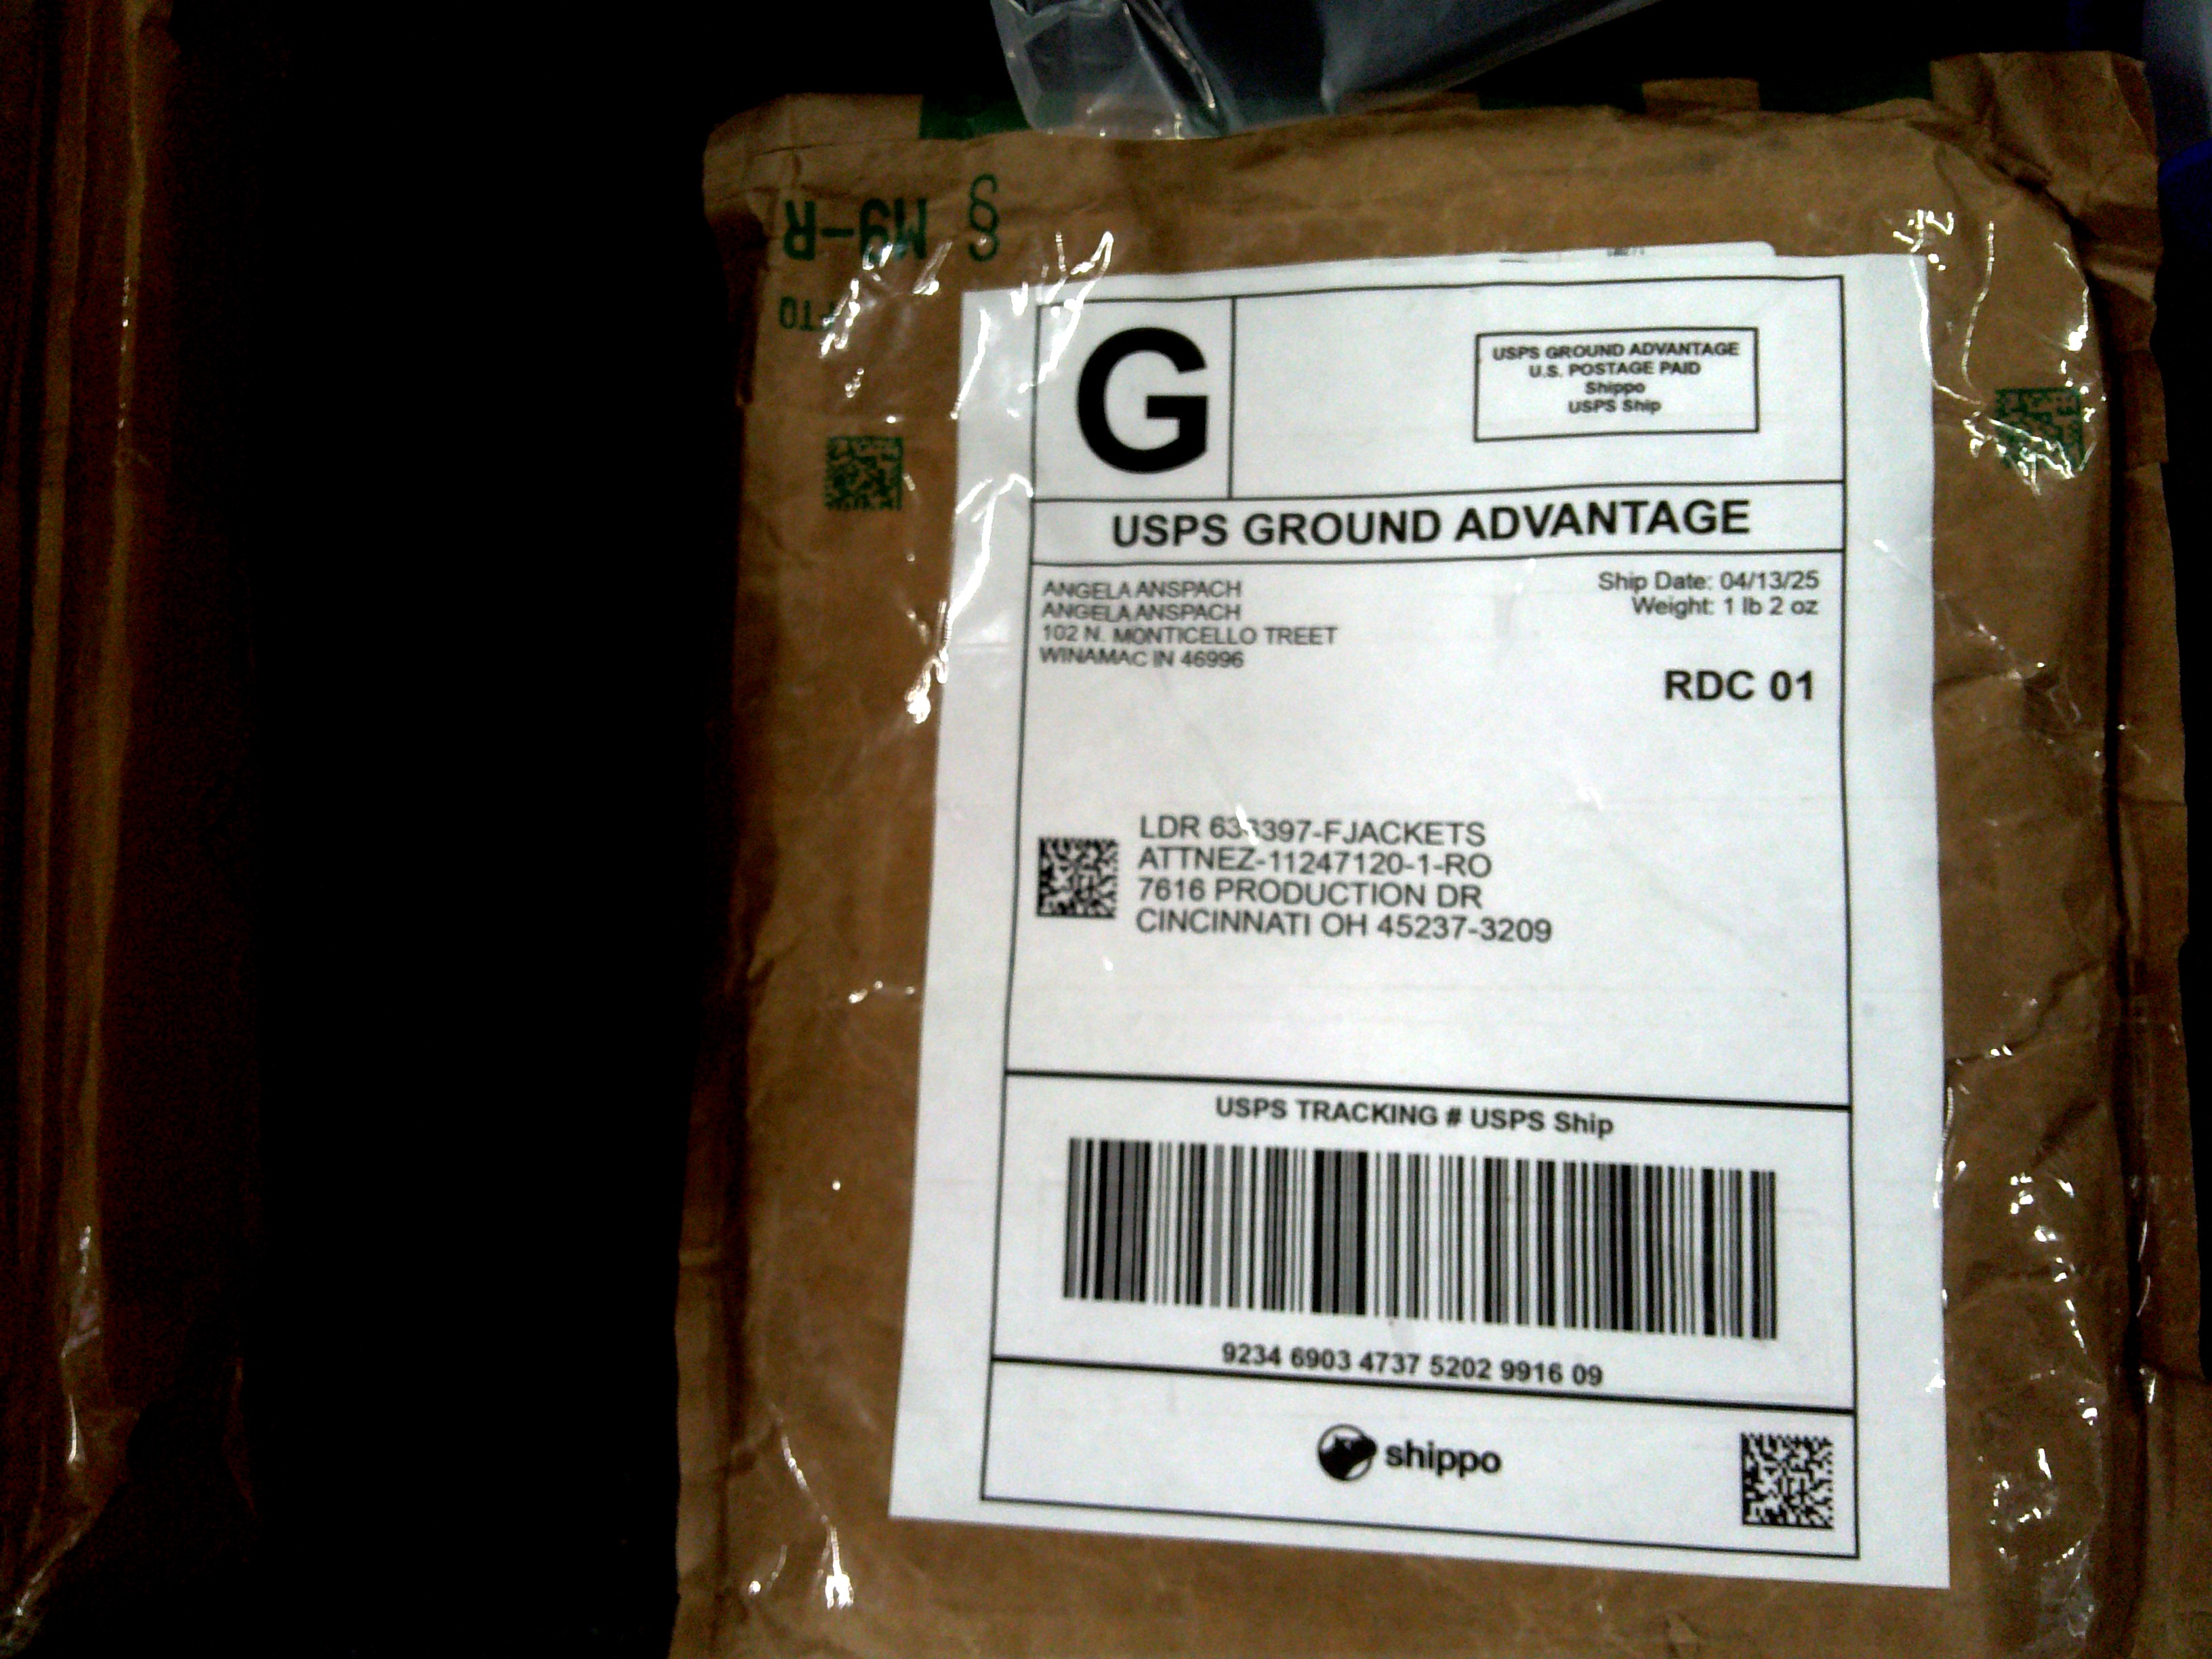 § M9-R
G
USPS GROUND ADVANTAGE
U.S. POSTAGE PAID
Shippo
USPS Ship
USPS GROUND ADVANTAGE
ANGELA ANSPACH
ANGELA ANSPACH
102 N. MONTICELLO TREET
WINAMAC IN 46996
Ship Date: 04/13/25
Weight: 1 lb 2 oz
RDC 01
ATTNEZ-11247120-1-RO
7616 PRODUCTION DR
CINCINNATI OH 45237-3209
USPS TRACKING # USPS Ship
9234 6903 4737 5202 9916 09
shippo